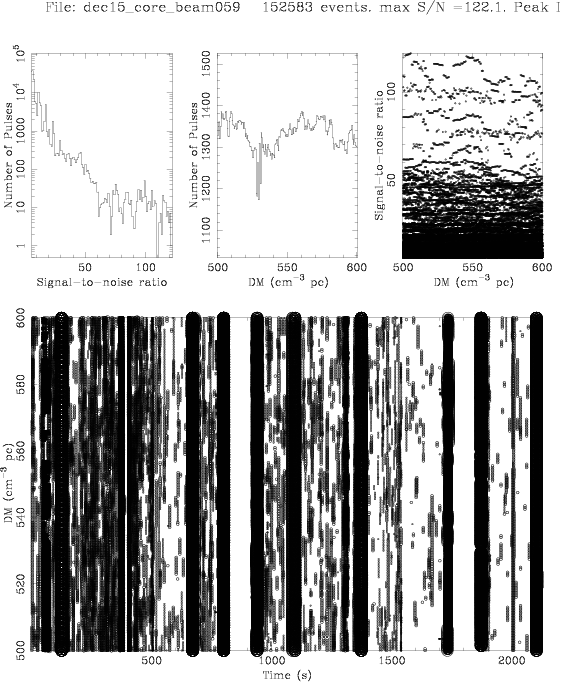 File: dec15_core_beam059 152583 events. max S/N =122.1. Peak I
Number of Pulses
1 10 100 1000 10^4 10^5
50 100
Signal-to-noise ratio
Number of Pulses
1100 1200 1300 1400 1500
500 550 600
DM (cm⁻³ pc)
Signal-to-noise ratio
50 100
500 550 600
DM (cm⁻³ pc)
DM (cm⁻³ pc)
500 520 540 560 580 600
500 1000 1500 2000
Time (s)